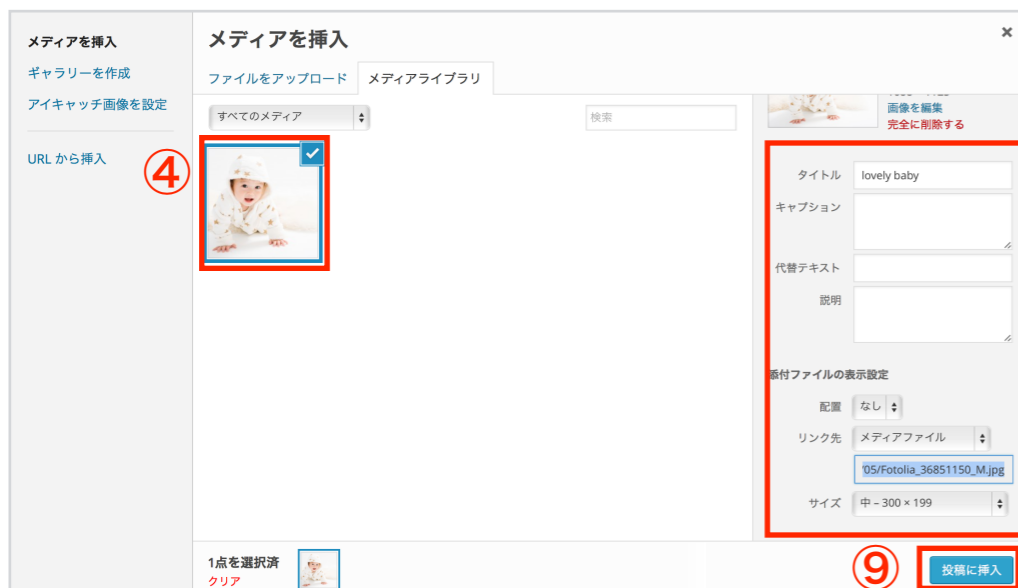 メディアを挿入
ギャラリーを作成
アイキャッチ画像を設定
URL から挿入
メディアを挿入
×
ファイルをアップロード
メディアライブラリ
すべてのメディア
検索
④
画像を編集
完全に削除する
タイトル lovely baby
キャプション
代替テキスト
説明
添付ファイルの表示設定
配置 なし
リンク先 メディアファイル
'05/Fotolia_36851150_M.jpg
サイズ 中 – 300 × 199
1点を選択済
クリア
⑨
投稿に挿入